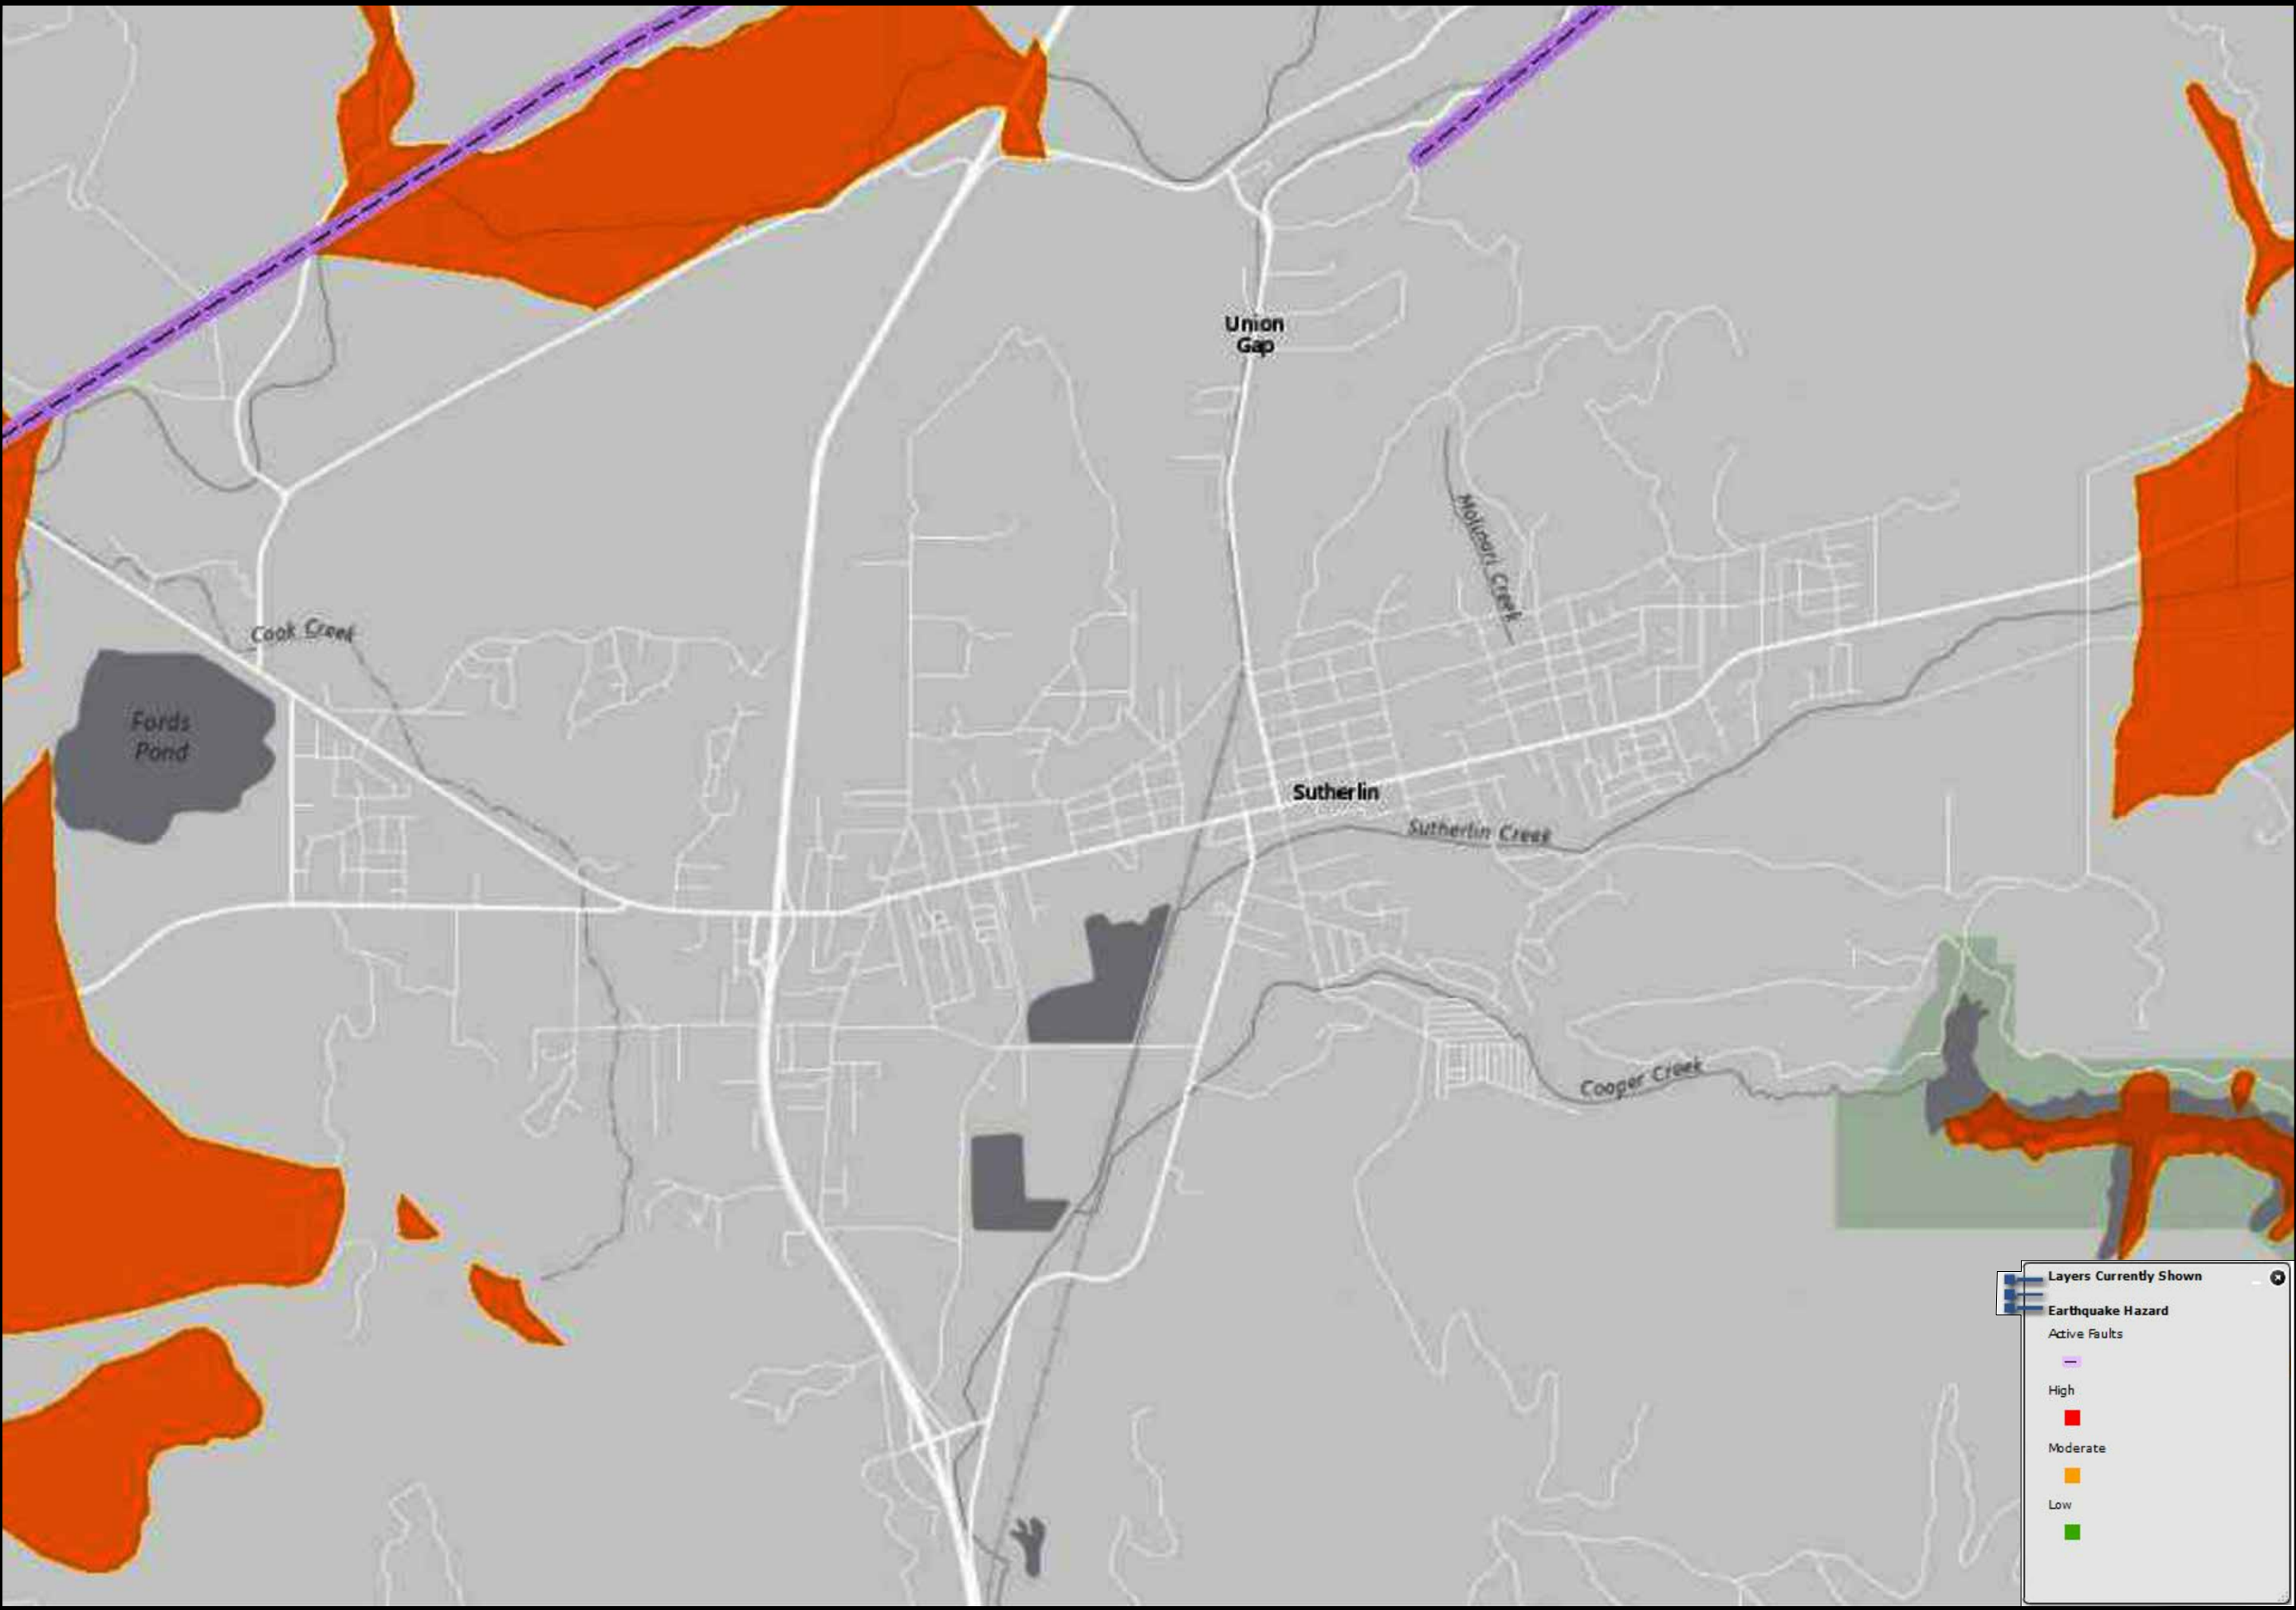 Union
Gap
Molinari Creek
Cook Creek
Fords
Pond
Sutherlin
Sutherlin Creek
Cooper Creek
Layers Currently Shown
Earthquake Hazard
Active Faults
High
Moderate
Low